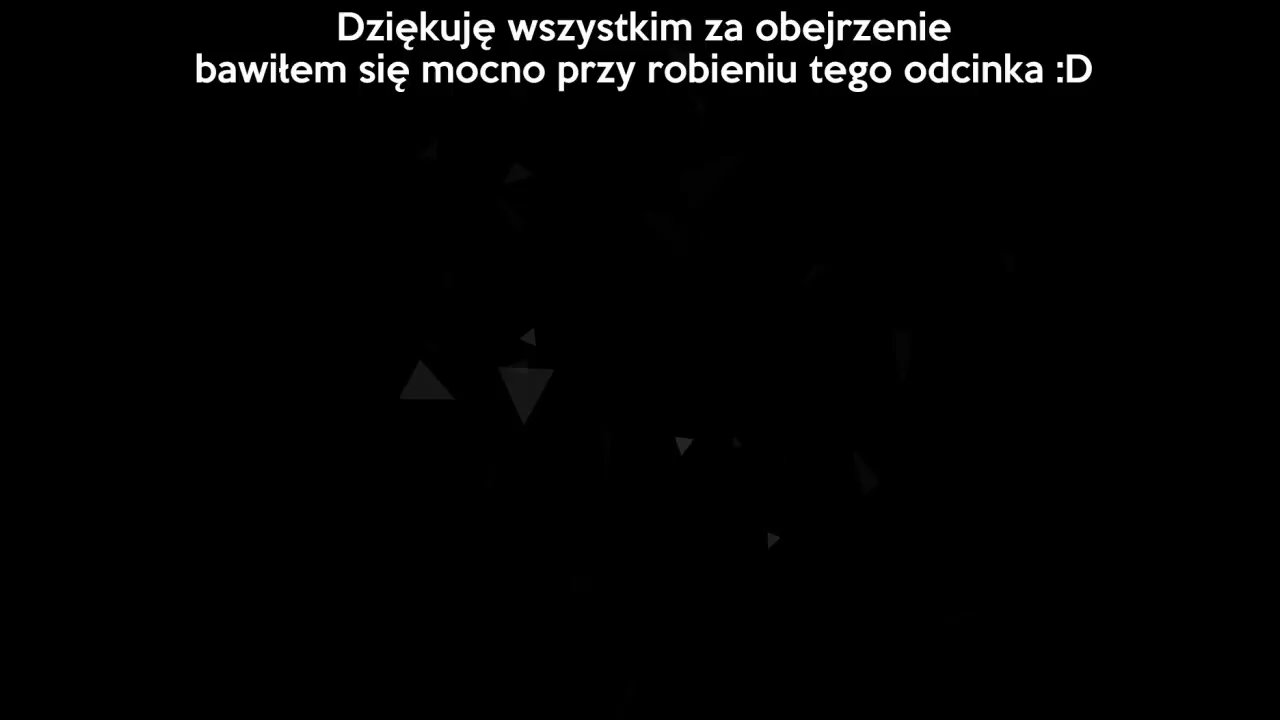 Dziękuję wszystkim za obejrzenie
bawiłem się mocno przy robieniu tego odcinka :D